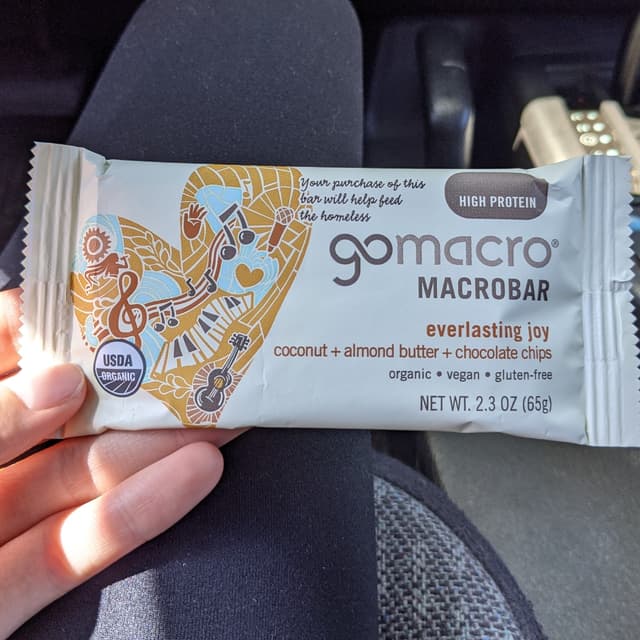 Your purchase of this
bar will help feed
the homeless
HIGH PROTEIN
gomacro®
MACROBAR
everlasting joy
coconut + almond butter + chocolate chips
organic • vegan • gluten-free
NET WT. 2.3 OZ (65g)
USDA
ORGANIC